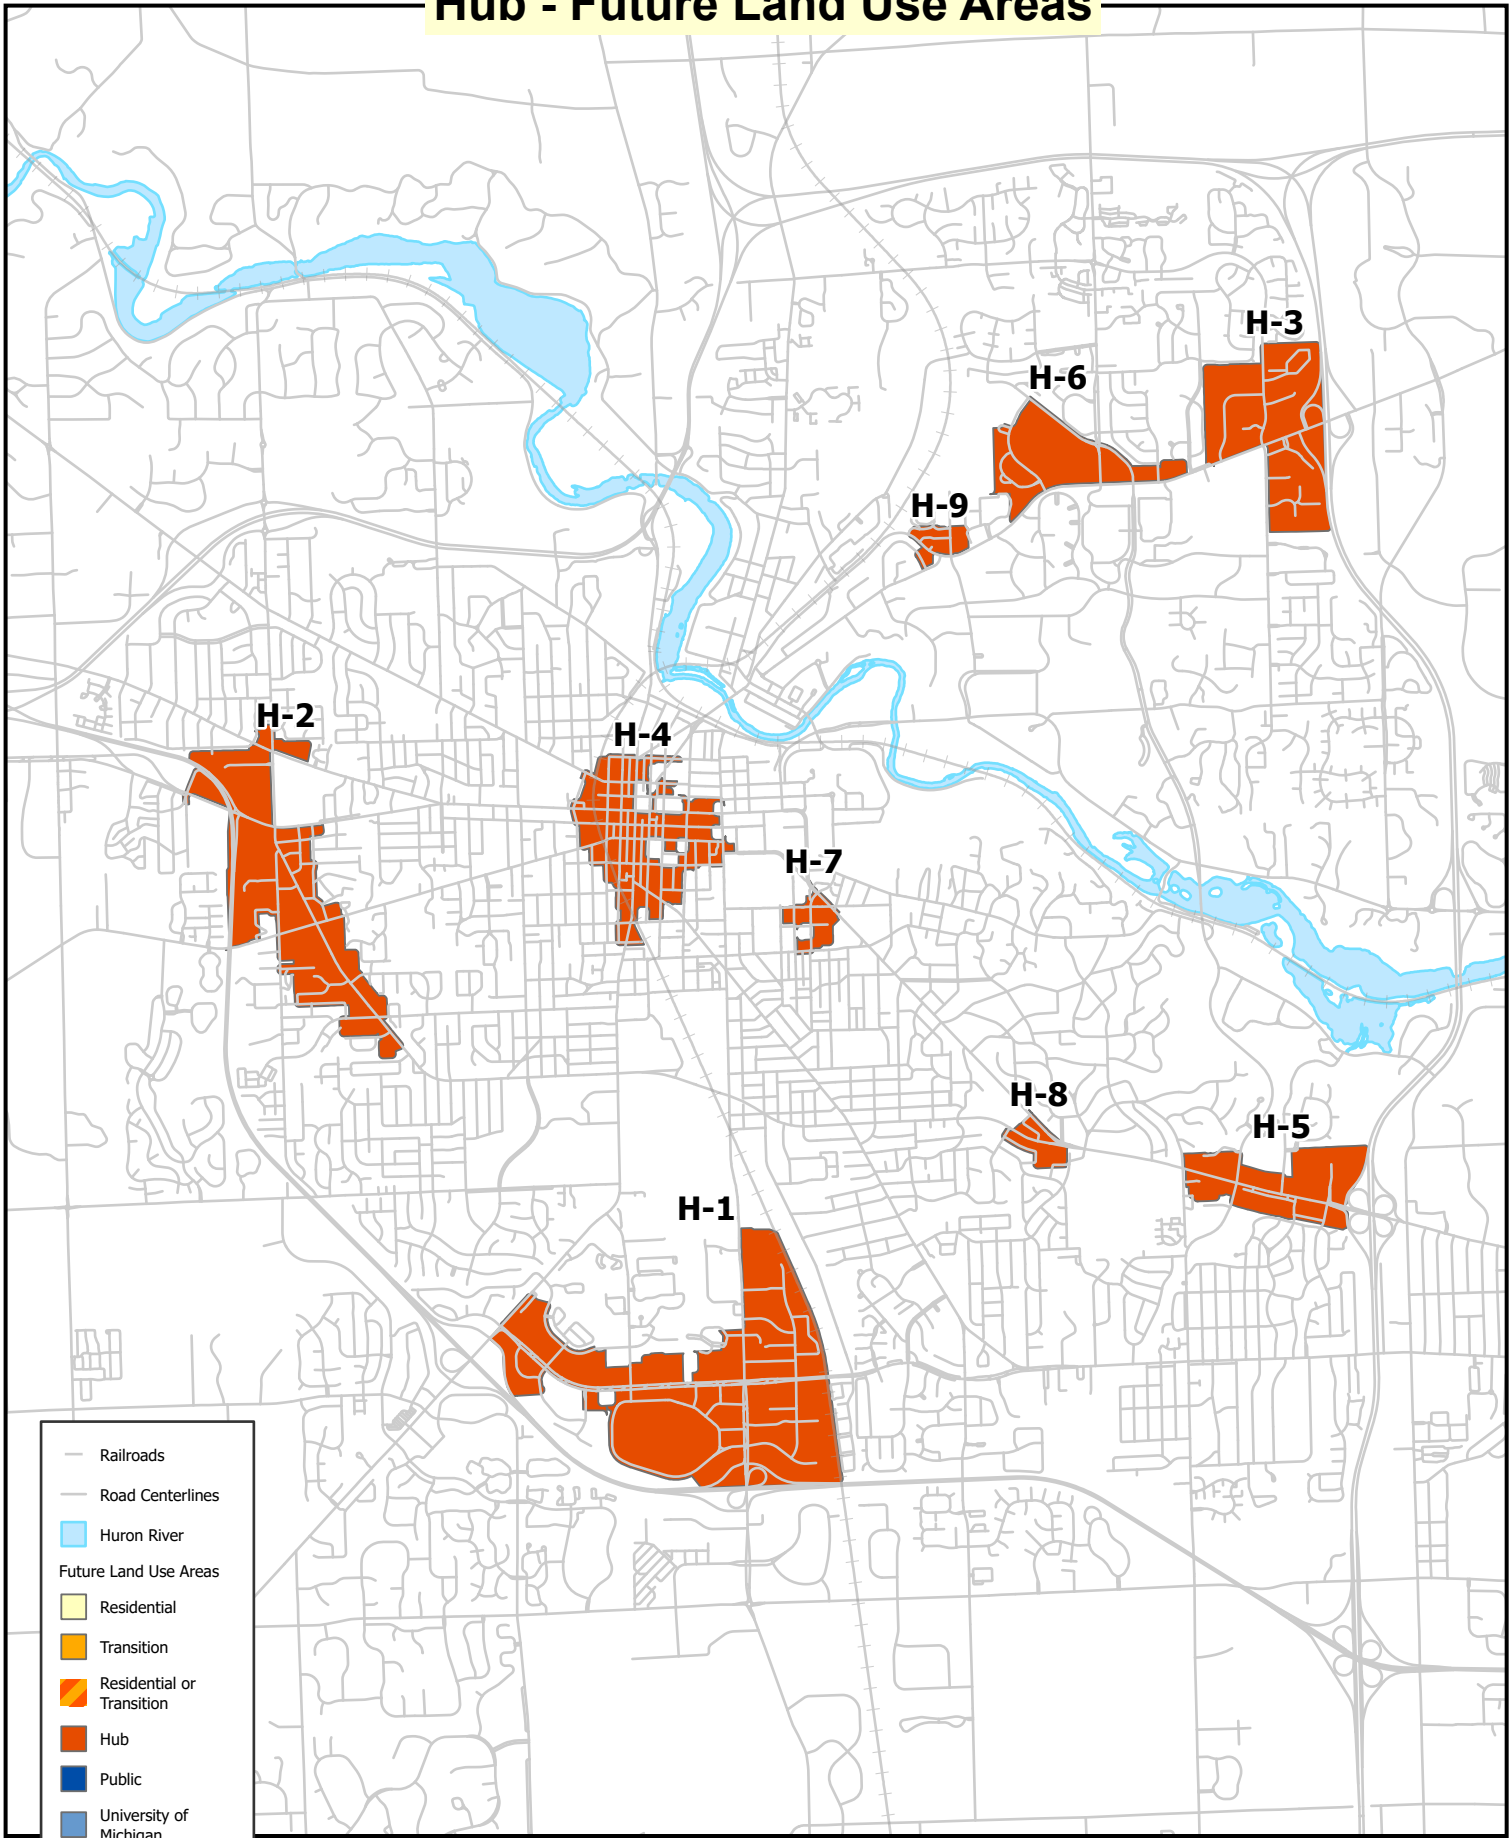 Hub - Future Land Use Areas
H-3
H-6
H-9
H-2
H-4
H-7
H-8
H-5
H-1
Railroads
Road Centerlines
Huron River
Future Land Use Areas
Residential
Transition
Residential or
Transition
Hub
Public
University of
Michigan